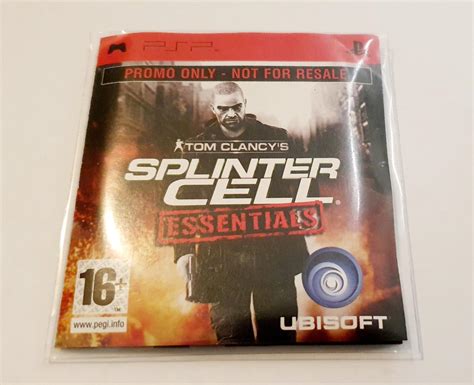 PSP
PROMO ONLY - NOT FOR RESALE
TOM CLANCY'S
SPLINTER
CELL®
ESSENTIALS
16+
www.pegi.info
UBISOFT